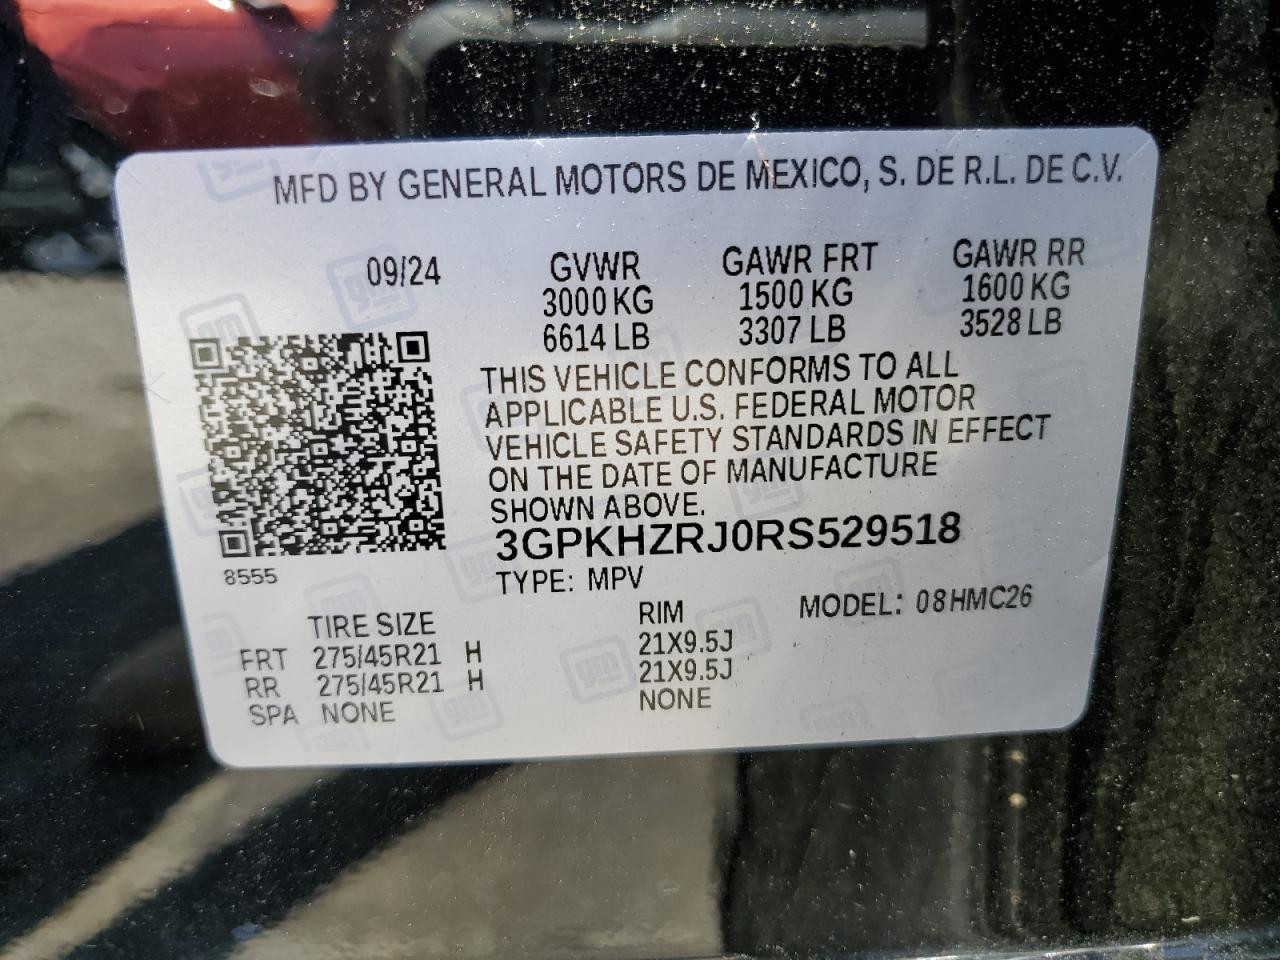 MFD BY GENERAL MOTORS DE MEXICO, S. DE R.L. DE C.V.
09/24 GVWR GAWR FRT GAWR RR
3000 KG 1500 KG 1600 KG
6614 LB 3307 LB 3528 LB
THIS VEHICLE CONFORMS TO ALL
APPLICABLE U.S. FEDERAL MOTOR
VEHICLE SAFETY STANDARDS IN EFFECT
ON THE DATE OF MANUFACTURE
SHOWN ABOVE.
3GPKHZRJ0RS529518
8555
TYPE: MPV
MODEL: 08HMC26
TIRE SIZE RIM
FRT 275/45R21 H 21X9.5J
RR 275/45R21 H 21X9.5J
SPA NONE NONE